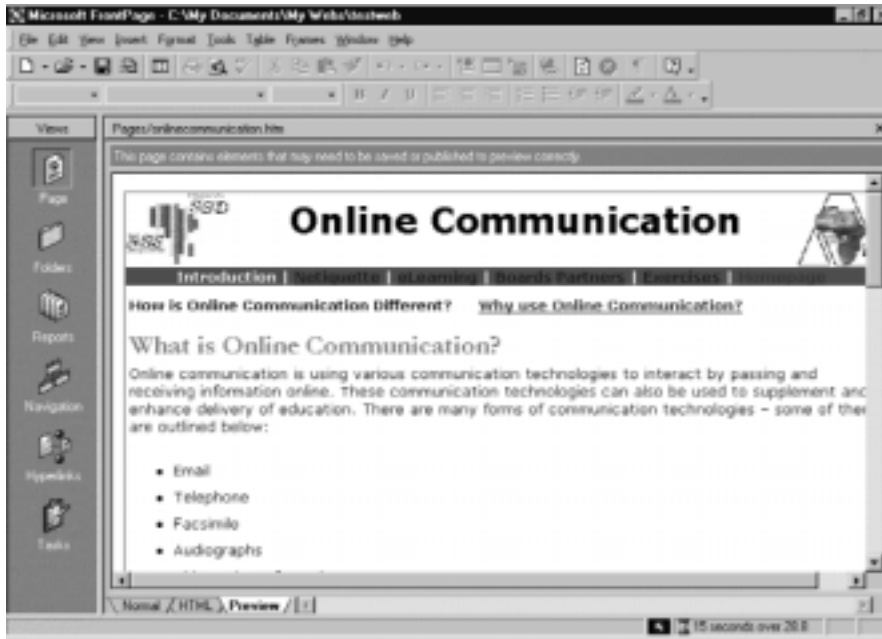 Microsoft FrontPage - C:\My Documents\My Webs\testweb
File Edit View Insert Format Tools Table Frames Window Help
Views
Pages/onlinecommunication.htm
This page contains elements that may need to be saved or published to preview correctly
Page
Folders
Reports
Navigation
Hyperlinks
Tasks
Online Communication
Introduction | Netiquette | eLearning | Boards Partners | Exercises | Homepage
How is Online Communication Different? Why use Online Communication?
What is Online Communication?
Online communication is using various communication technologies to interact by passing and
receiving information online. These communication technologies can also be used to supplement and
enhance delivery of education. There are many forms of communication technologies – some of
are outlined below:
• Email
• Telephone
• Facsimile
• Audiographs
Normal HTML Preview
15 seconds over 28.8